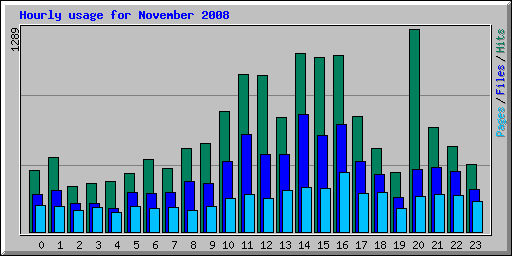 Hourly usage for November 2008
1289
Pages/Files/Hits
0 1 2 3 4 5 6 7 8 9 10 11 12 13 14 15 16 17 18 19 20 21 22 23